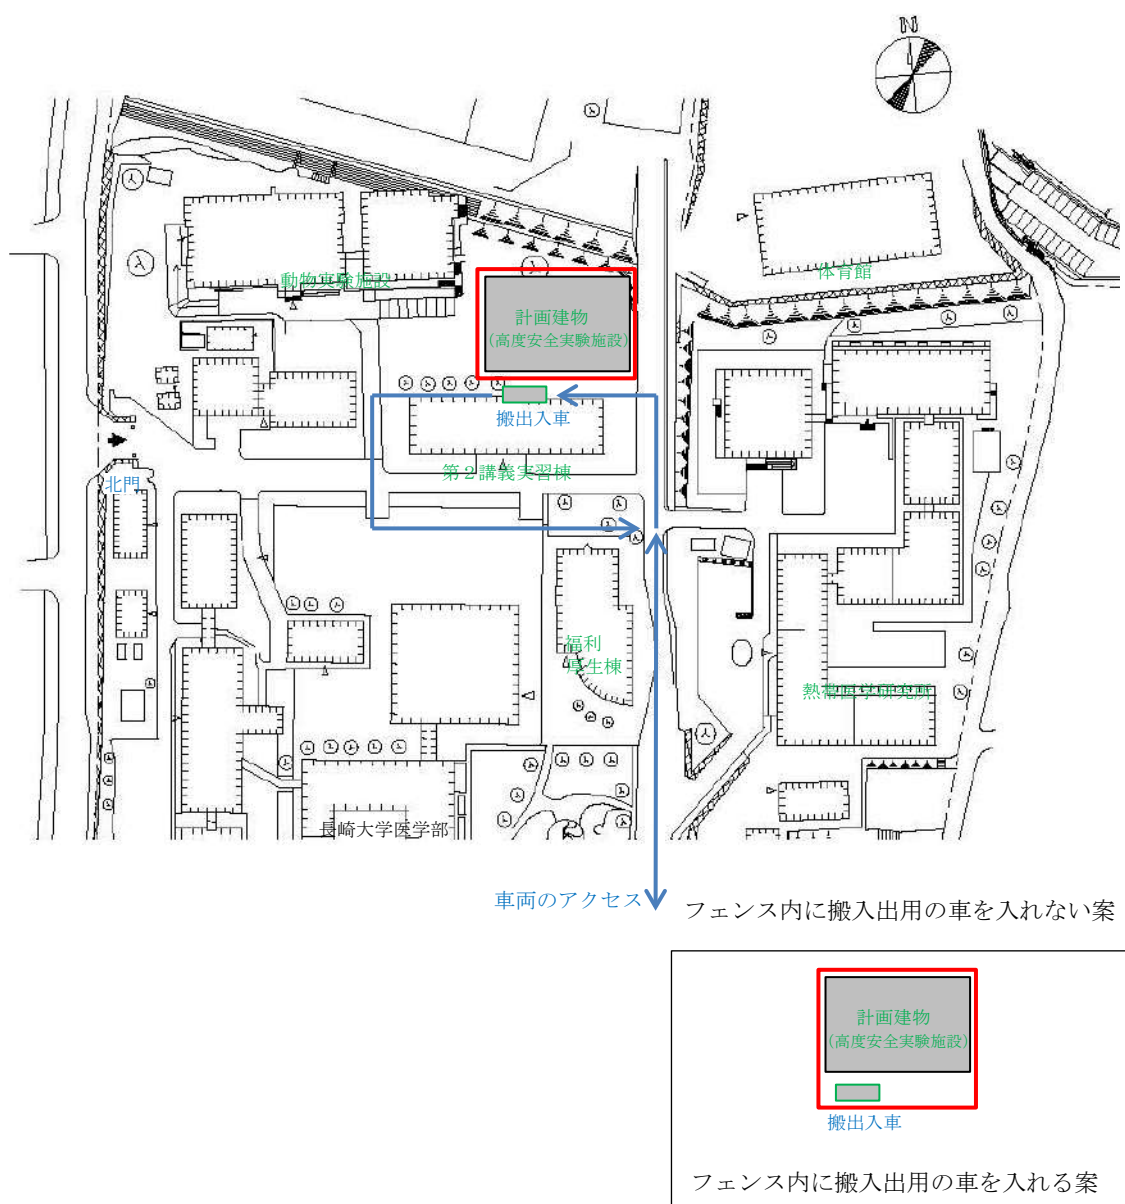 N
動物実験施設
体育館
計画建物
(高度安全実験施設)
搬出入車
第２講義実習棟
北門
福利
厚生棟
熱帯医学研究所
長崎大学医学部
車両のアクセス
フェンス内に搬入出用の車を入れない案
計画建物
(高度安全実験施設)
搬出入車
フェンス内に搬入出用の車を入れる案